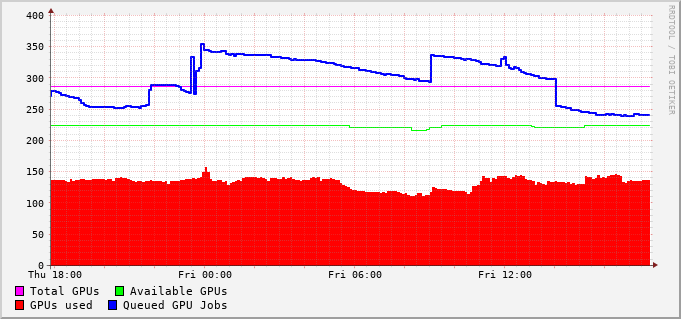 400
350
300
250
200
150
100
50
0
Thu 18:00 Fri 00:00 Fri 06:00 Fri 12:00
Total GPUs Available GPUs
GPUs used Queued GPU Jobs
RRDTOOL / TOBI OETIKER